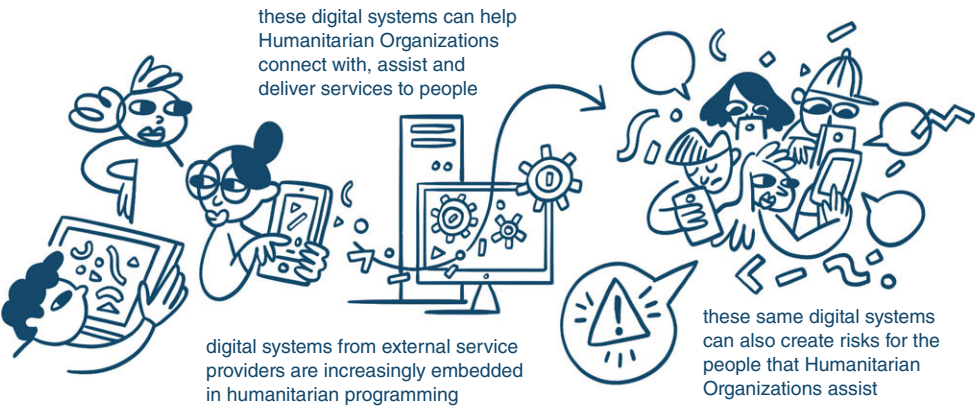 these digital systems can help
Humanitarian Organizations
connect with, assist and
deliver services to people
digital systems from external service
providers are increasingly embedded
in humanitarian programming
these same digital systems
can also create risks for the
people that Humanitarian
Organizations assist